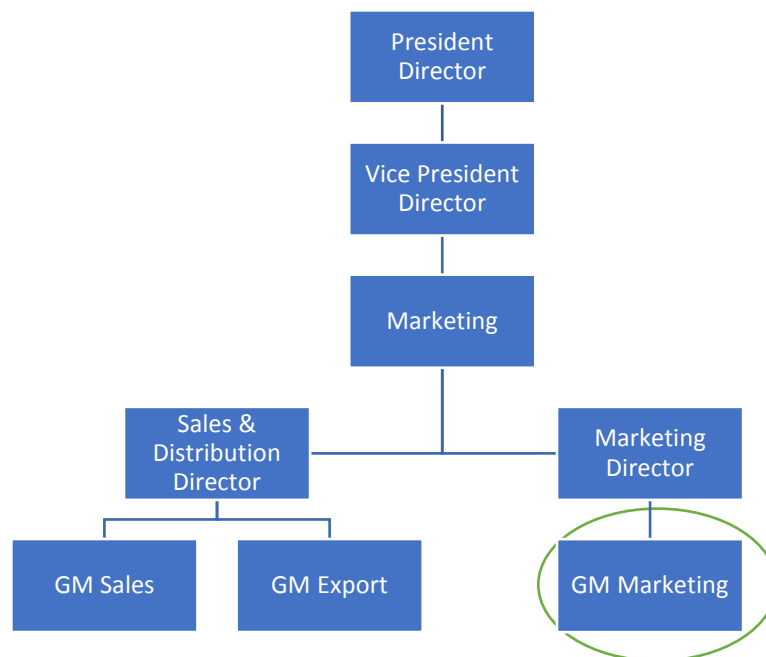 President
Director
Vice President
Director
Marketing
Sales &
Distribution
Director
Marketing
Director
GM Sales
GM Export
GM Marketing